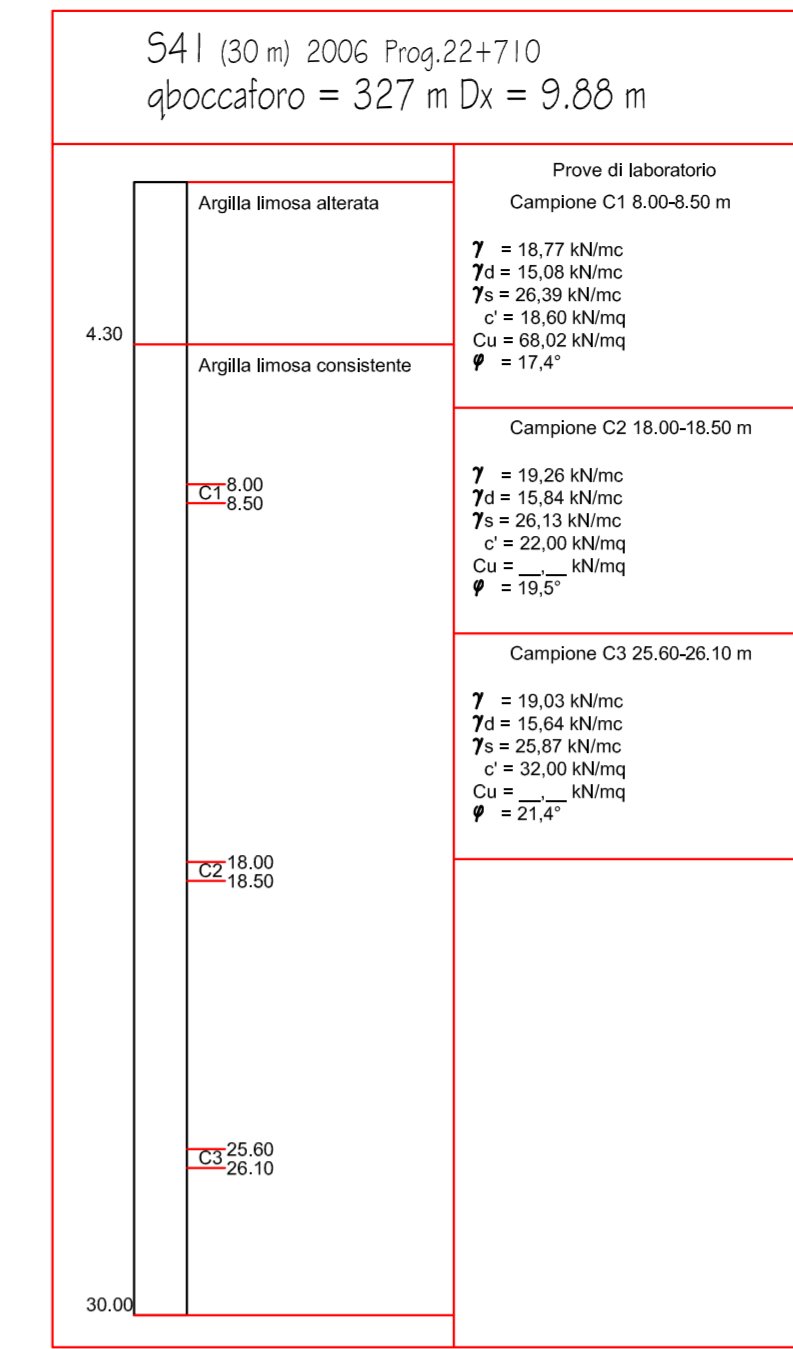 S41 (30 m) 2006 Prog.22+710
qboccaforo = 327 m Dx = 9.88 m
Argilla limosa alterata
4.30
Argilla limosa consistente
C1
8.00
8.50
C2
18.00
18.50
C3
25.60
26.10
30.00
Prove di laboratorio
Campione C1 8.00-8.50 m
γ = 18,77 kN/mc
γd = 15,08 kN/mc
γs = 26,39 kN/mc
c' = 18,60 kN/mq
Cu = 68,02 kN/mq
φ = 17,4°
Campione C2 18.00-18.50 m
γ = 19,26 kN/mc
γd = 15,84 kN/mc
γs = 26,13 kN/mc
c' = 22,00 kN/mq
Cu = __,__ kN/mq
φ = 19,5°
Campione C3 25.60-26.10 m
γ = 19,03 kN/mc
γd = 15,64 kN/mc
γs = 25,87 kN/mc
c' = 32,00 kN/mq
Cu = __,__ kN/mq
φ = 21,4°